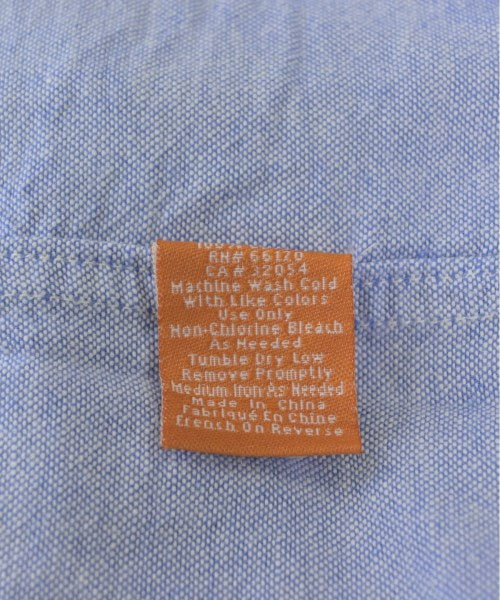 RN# 66170
CA# 32054
Machine Wash Cold
With Like Colors
Use Only
Non-Chlorine Bleach
As Needed
Tumble Dry Low
Remove Promptly
Medium Iron As Needed
Made In China
Fabriqué En Chine
French On Reverse